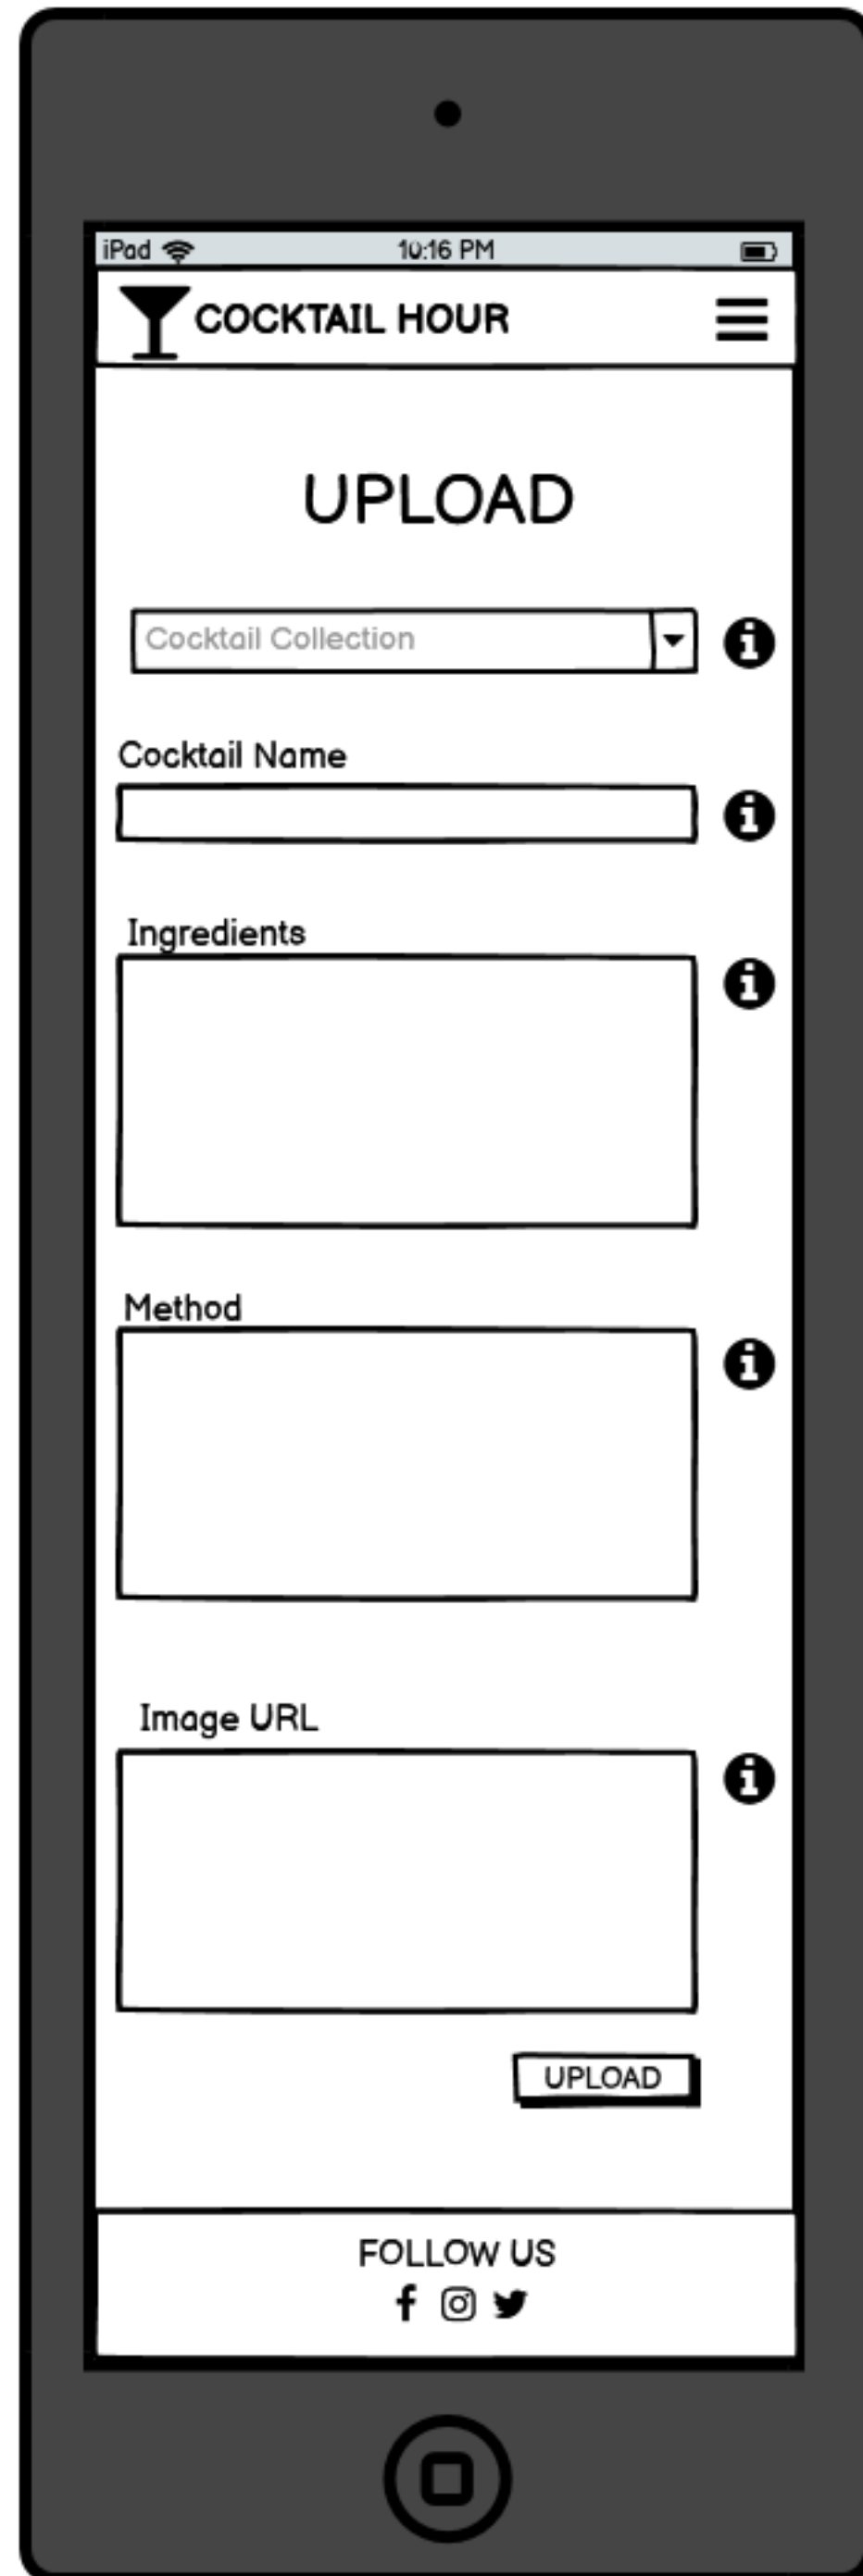 iPad 10:16 PM
COCKTAIL HOUR
UPLOAD
Cocktail Collection
Cocktail Name
Ingredients
Method
Image URL
UPLOAD
FOLLOW US